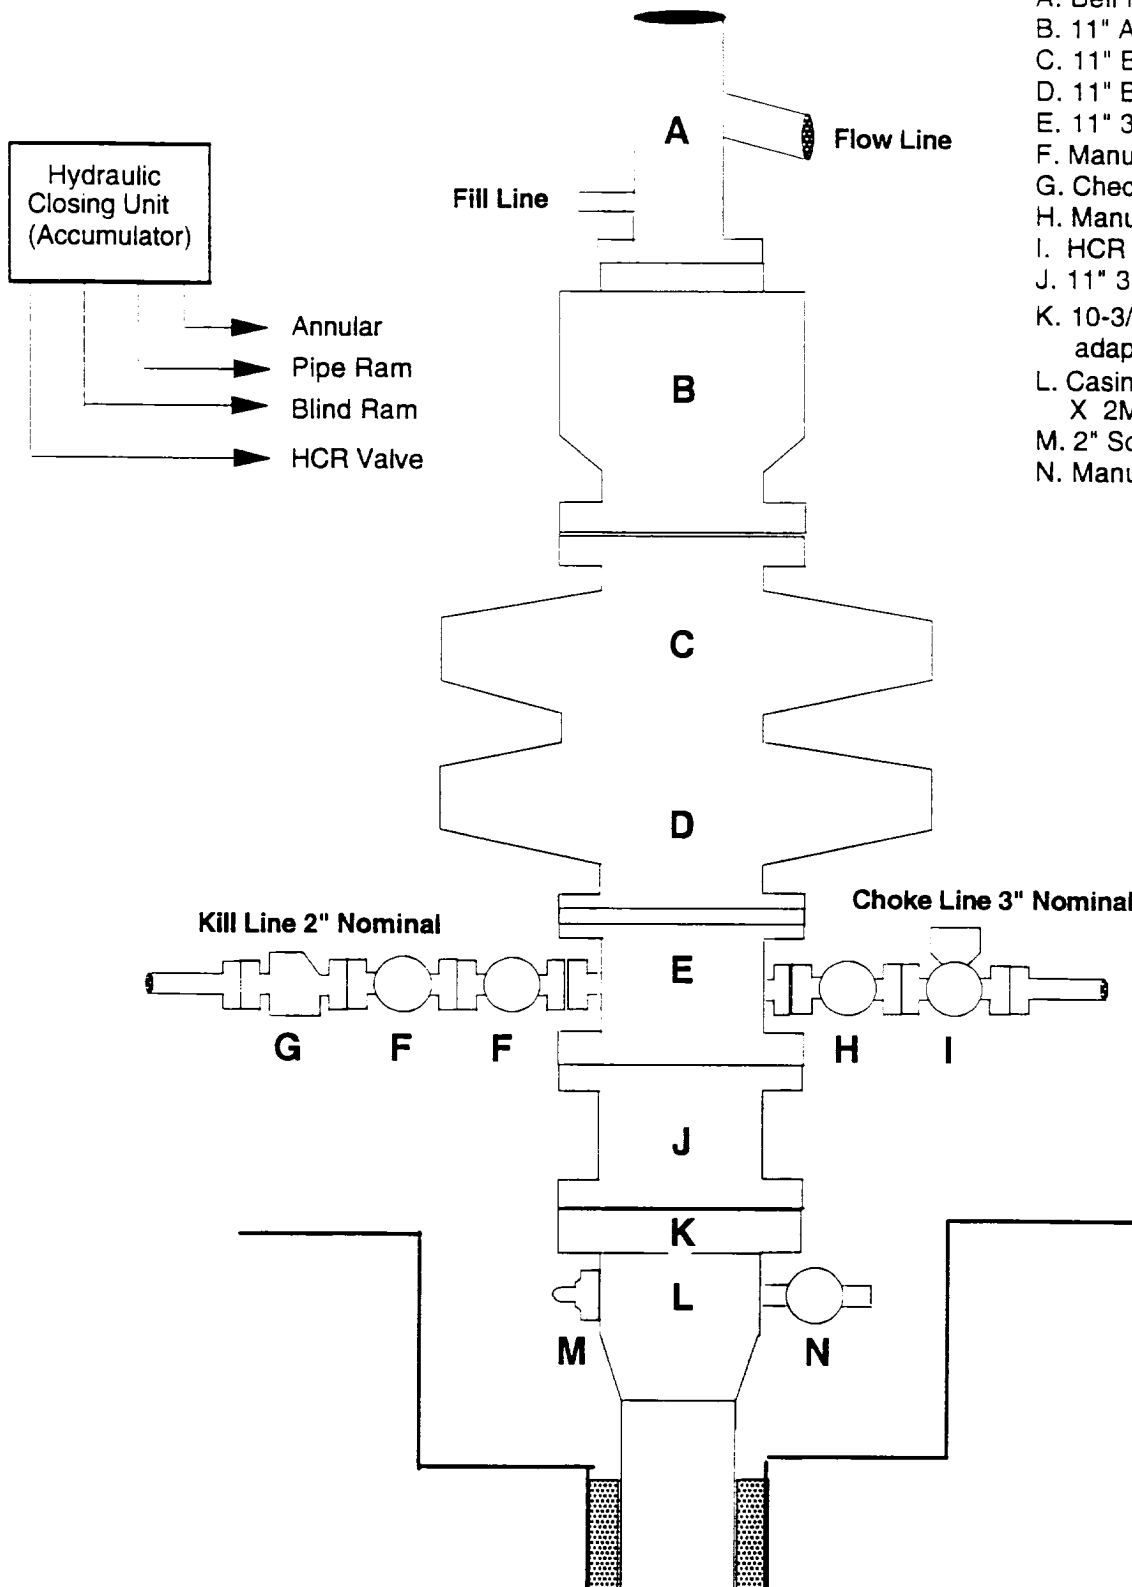 B. 11" A
C. 11" B
D. 11" B
E. 11" 3
F. Manu
G. Chec
H. Manu
I. HCR
J. 11" 3
K. 10-3/
adap
L. Casin
X 2M
M. 2" Sc
N. Manu
A
Flow Line
Fill Line
Hydraulic
Closing Unit
(Accumulator)
Annular
Pipe Ram
Blind Ram
HCR Valve
B
C
D
Kill Line 2" Nominal
Choke Line 3" Nominal
E
G F F
H I
J
K
L
M
N